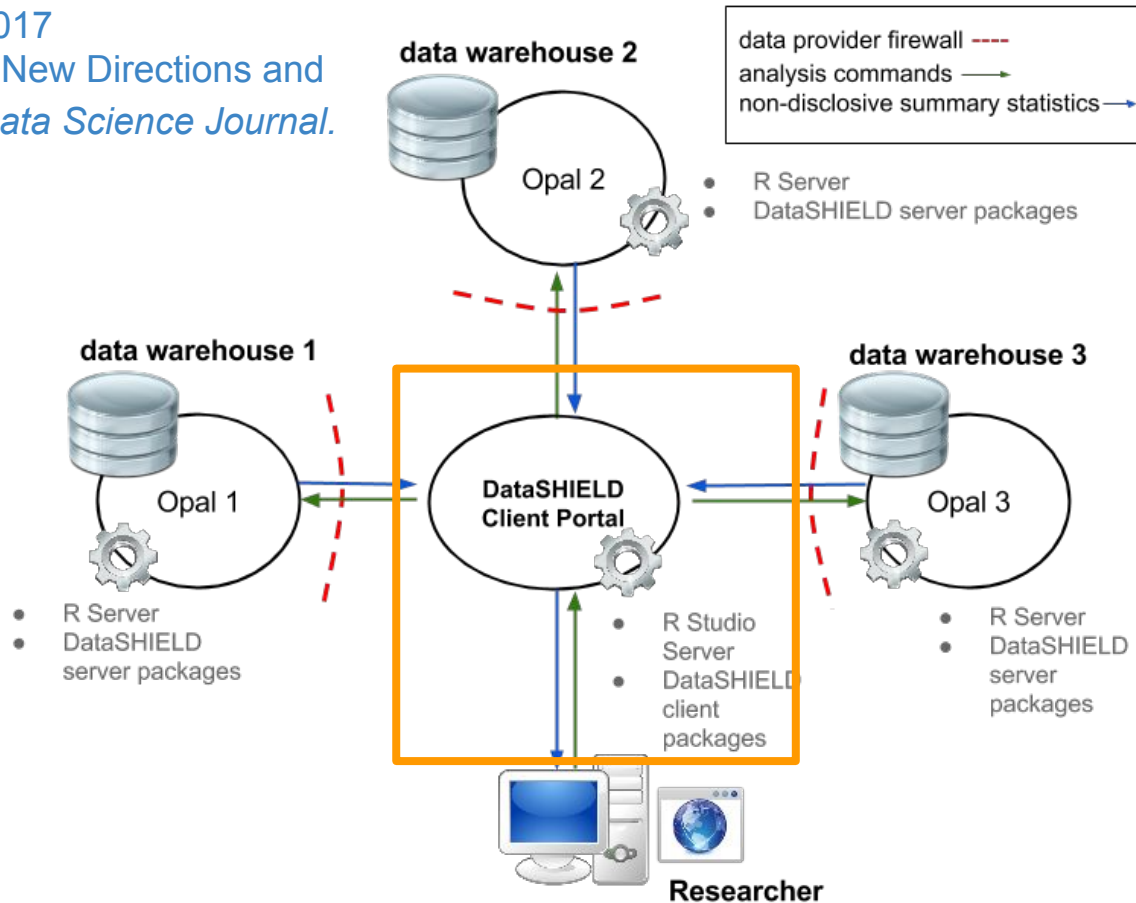 017
New Directions and
ata Science Journal.
data provider firewall
analysis commands
non-disclosive summary statistics
data warehouse 2
Opal 2
● R Server
● DataSHIELD server packages
data warehouse 1
Opal 1
● R Server
● DataSHIELD
server packages
DataSHIELD
Client Portal
● R Studio
Server
● DataSHIELD
client
packages
data warehouse 3
Opal 3
● R Server
● DataSHIELD
server
packages
Researcher